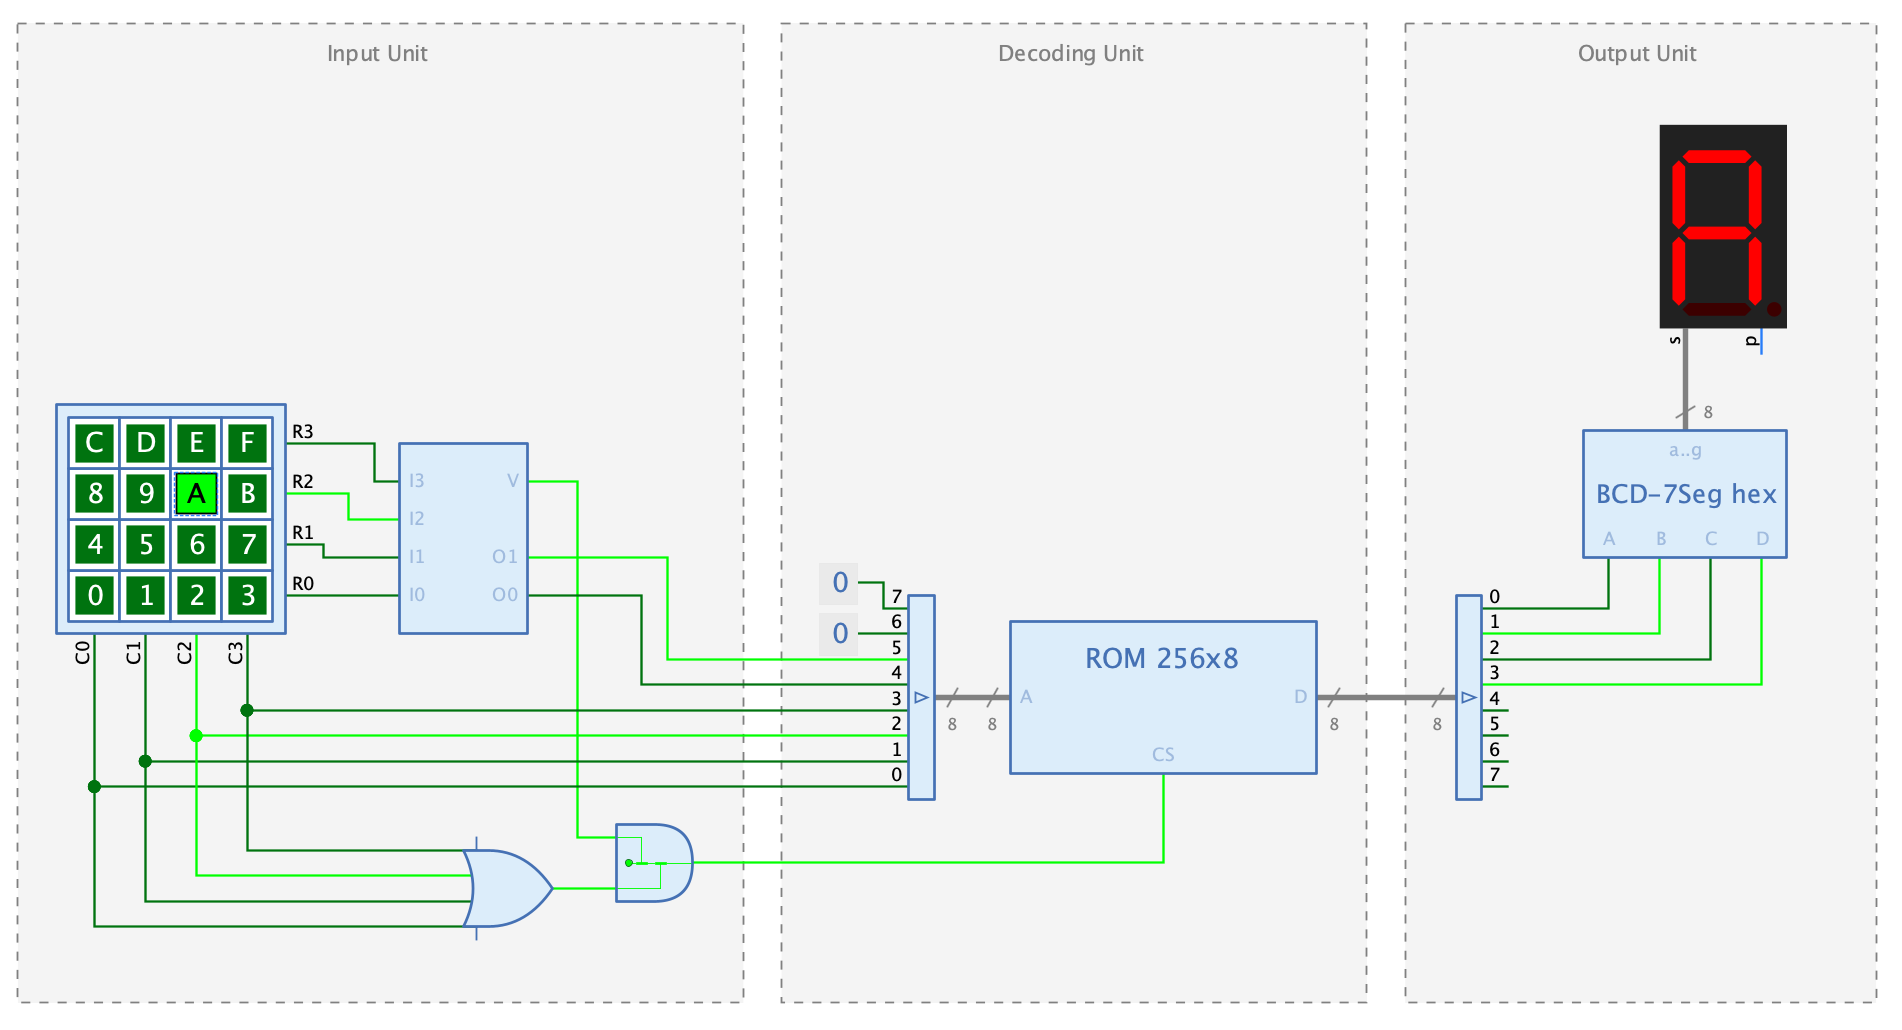 Input Unit
Decoding Unit
Output Unit
s
p
8
a..g
BCD-7Seg hex
A B C D
C D E F
8 9 A B
4 5 6 7
0 1 2 3
R3
R2
R1
R0
C0 C1 C2 C3
I3 V
I2
I1 O1
I0 O0
0
0
7
6
5
4
3
2
1
0
8 8
ROM 256x8
A D
CS
8 8
0
1
2
3
4
5
6
7